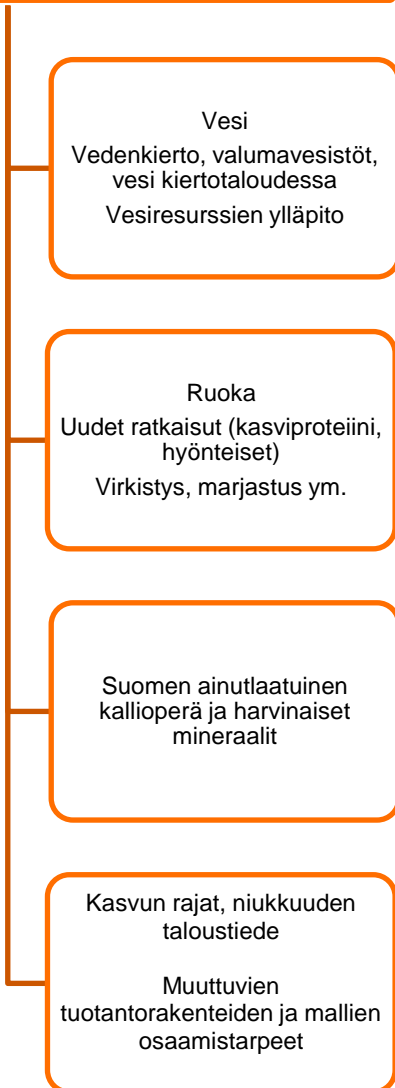 Vesi
Vedenkierto, valumavesistöt,
vesi kiertotaloudessa
Vesiresurssien ylläpito
Ruoka
Uudet ratkaisut (kasviproteiini,
hyönteiset)
Virkistys, marjastus ym.
Suomen ainutlaatuinen
kallioperä ja harvinaiset
mineraalit
Kasvun rajat, niukkuuden
taloustiede
Muuttuvien
tuotantorakenteiden ja mallien
osaamistarpeet